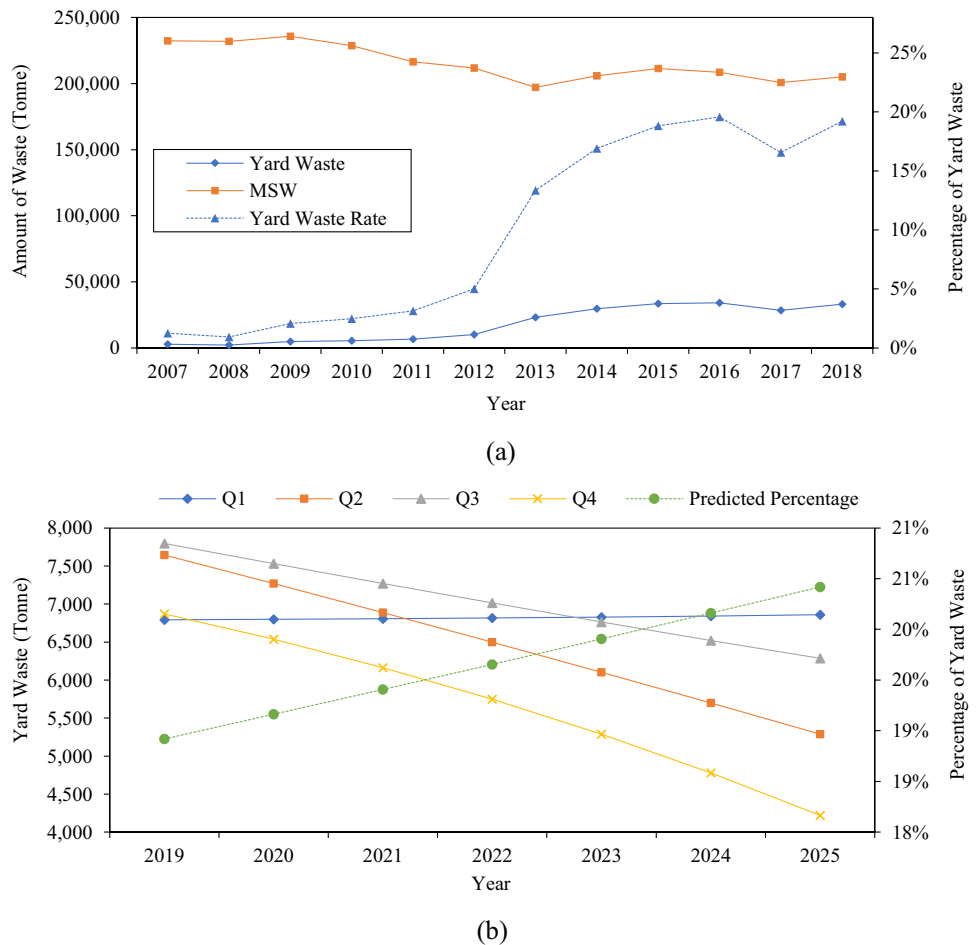 250,000
200,000
150,000
100,000
50,000
0
Amount of Waste (Tonne)
25%
20%
15%
10%
5%
0%
Percentage of Yard Waste
Yard Waste
MSW
Yard Waste Rate
2007 2008 2009 2010 2011 2012 2013 2014 2015 2016 2017 2018
Year
(a)
Q1 Q2 Q3 Q4 Predicted Percentage
8,000
7,500
7,000
6,500
6,000
5,500
5,000
4,500
4,000
Yard Waste (Tonne)
21%
21%
20%
20%
19%
19%
18%
Percentage of Yard Waste
2019 2020 2021 2022 2023 2024 2025
Year
(b)